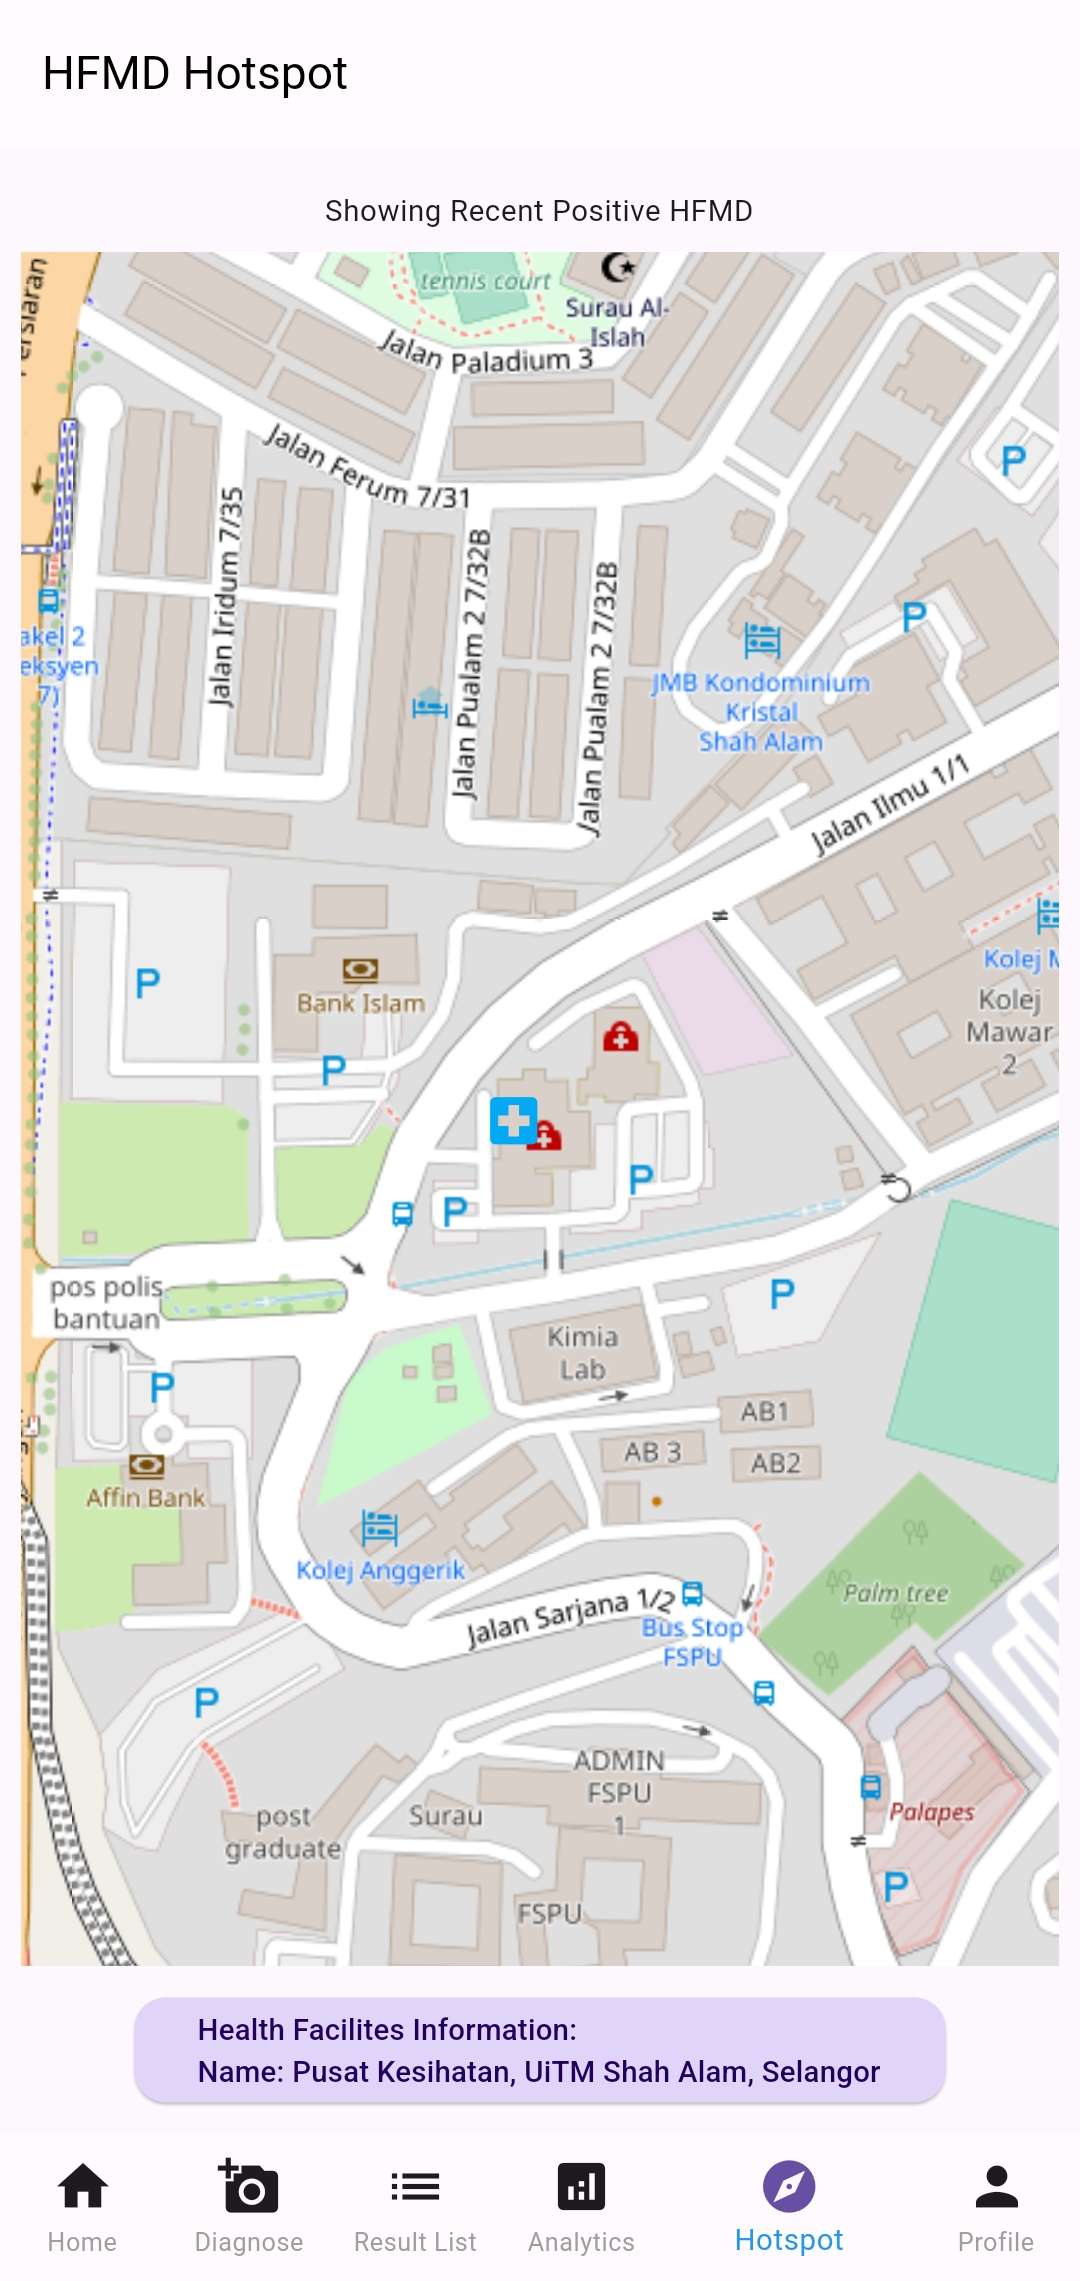 HFMD Hotspot
Showing Recent Positive HFMD
tennis court
Surau Al-
Islah
Jalan Paladium 3
Jalan Ferum 7/31
P
Jalan Iridum 7/35
Jalan Pualam 2 7/32B
Jalan Pualam 2 7/32B
P
akel 2
eksyen
7)
JMB Kondominium
Kristal
Shah Alam
Jalan Ilmu 1/1
P
Bank Islam
Kolej M
Kolej
Mawar
2
P
P
P
pos polis
bantuan
P
Kimia
Lab
P
AB1
AB 3
AB2
Affin Bank
Kolej Anggerik
Palm tree
Jalan Sarjana 1/2
Bus Stop
FSPU
P
ADMIN
FSPU
1
post
graduate
Surau
Palapes
P
FSPU
Health Facilites Information:
Name: Pusat Kesihatan, UiTM Shah Alam, Selangor
Home
Diagnose
Result List
Analytics
Hotspot
Profile